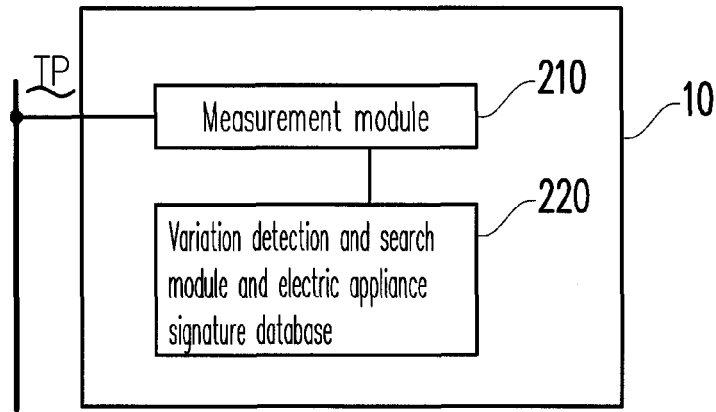 TP
Measurement module
210
10
220
Variation detection and search
module and electric appliance
signature database